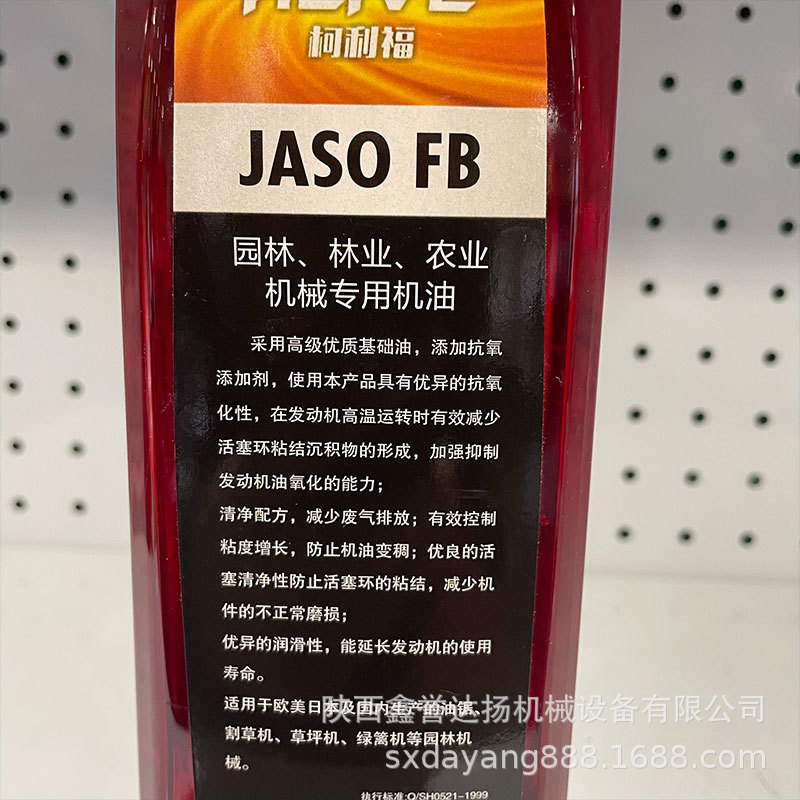 柯利福
JASO FB
园林、林业、农业
机械专用机油
采用高级优质基础油，添加抗氧
添加剂，使用本产品具有优异的抗氧
化性，在发动机高温运转时有效减少
活塞环粘结沉积物的形成，加强抑制
发动机油氧化的能力；
清净配方，减少废气排放；有效控制
粘度增长，防止机油变稠；优良的活
塞清净性防止活塞环的粘结，减少机
件的不正常磨损；
优异的润滑性，能延长发动机的使用
寿命。
适用于欧美日本及国内生产的油锯、
割草机、草坪机、绿篱机等园林机
械。
执行标准:Q/SH0521-1999
陕西鑫誉达扬机械设备有限公司
sxdayang888.1688.com